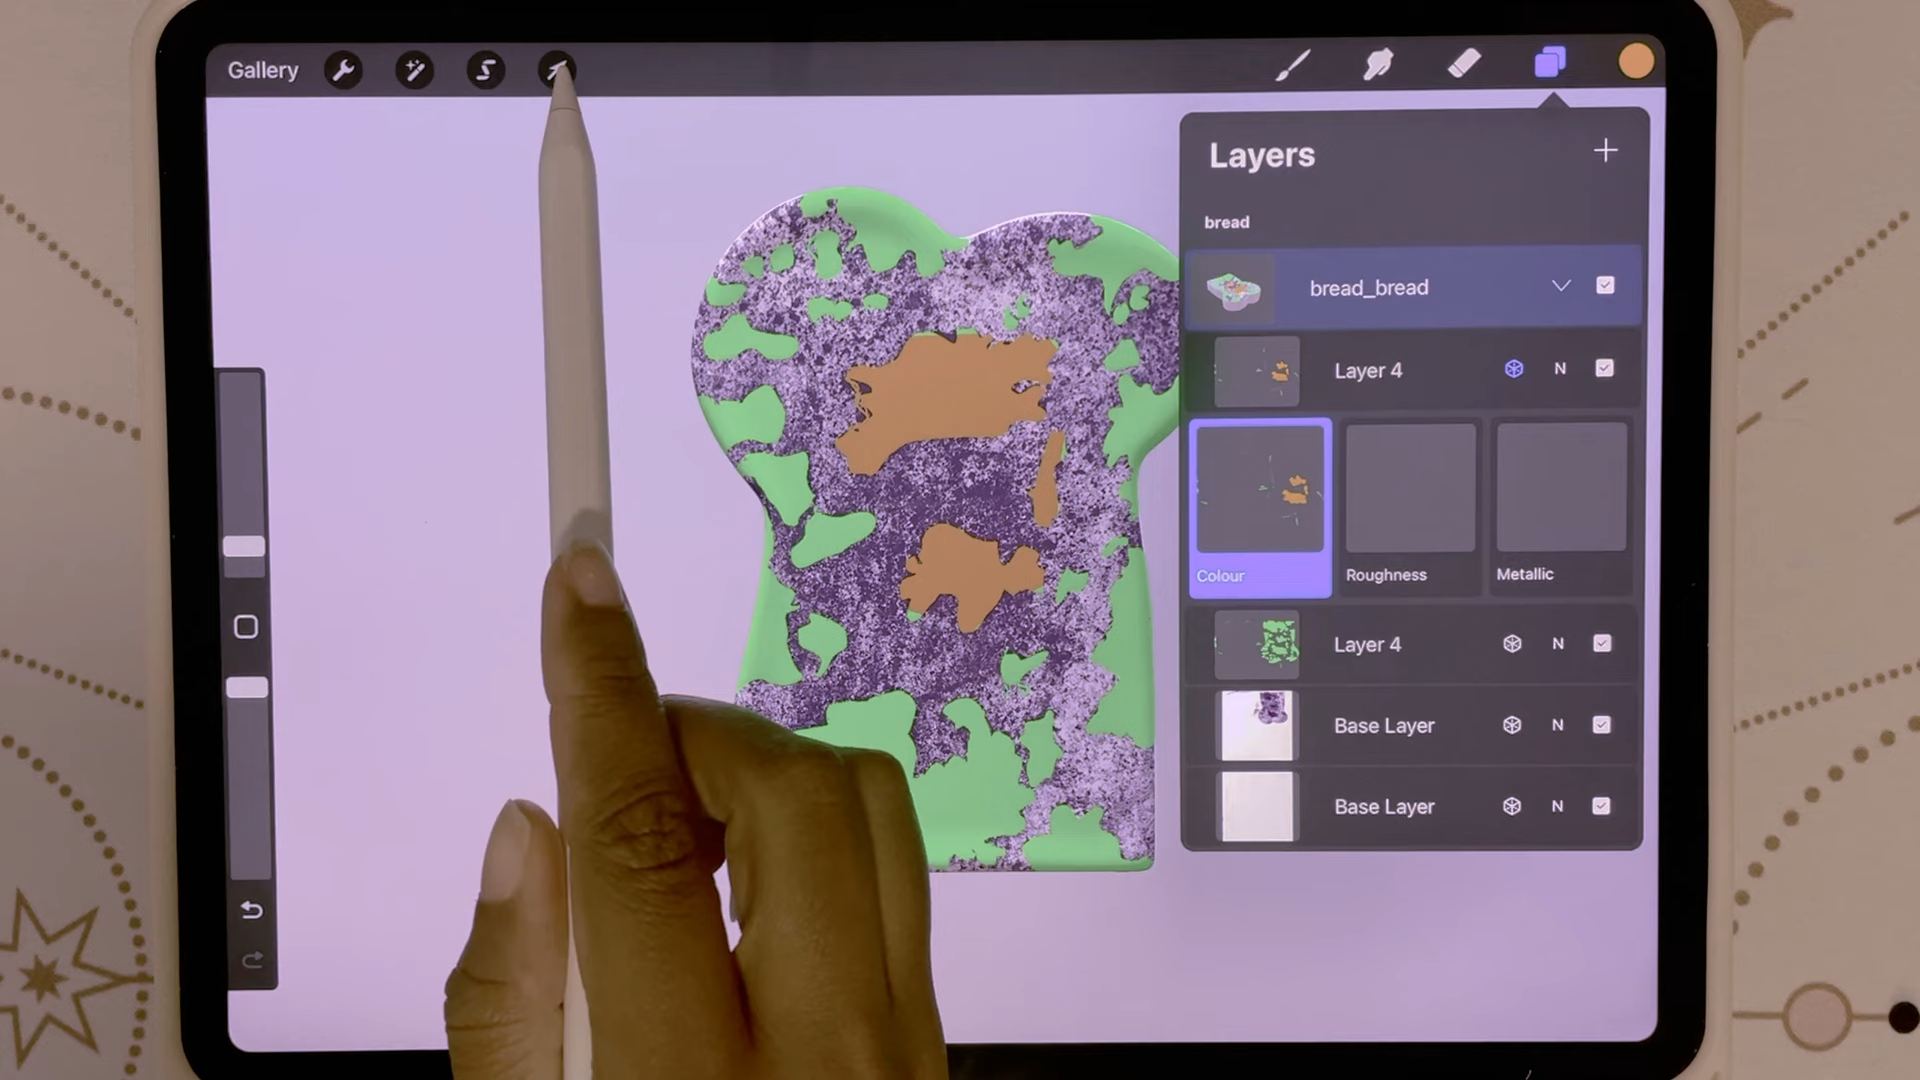 Gallery
Layers
bread
bread_bread
Layer 4 N
Colour
Roughness
Metallic
Layer 4 N
Base Layer N
Base Layer N